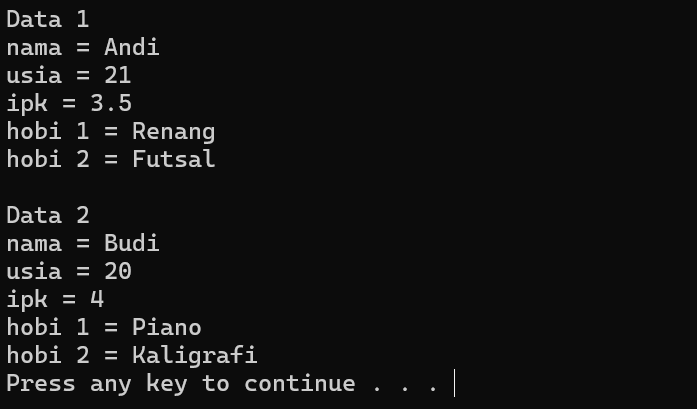 Data 1
nama = Andi
usia = 21
ipk = 3.5
hobi 1 = Renang
hobi 2 = Futsal

Data 2
nama = Budi
usia = 20
ipk = 4
hobi 1 = Piano
hobi 2 = Kaligrafi
Press any key to continue . . .